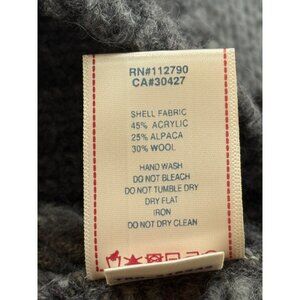 RN#112790
CA#30427
SHELL FABRIC
45% ACRYLIC
25% ALPACA
30% WOOL
HAND WASH
DO NOT BLEACH
DO NOT TUMBLE DRY
DRY FLAT
IRON
DO NOT DRY CLEAN